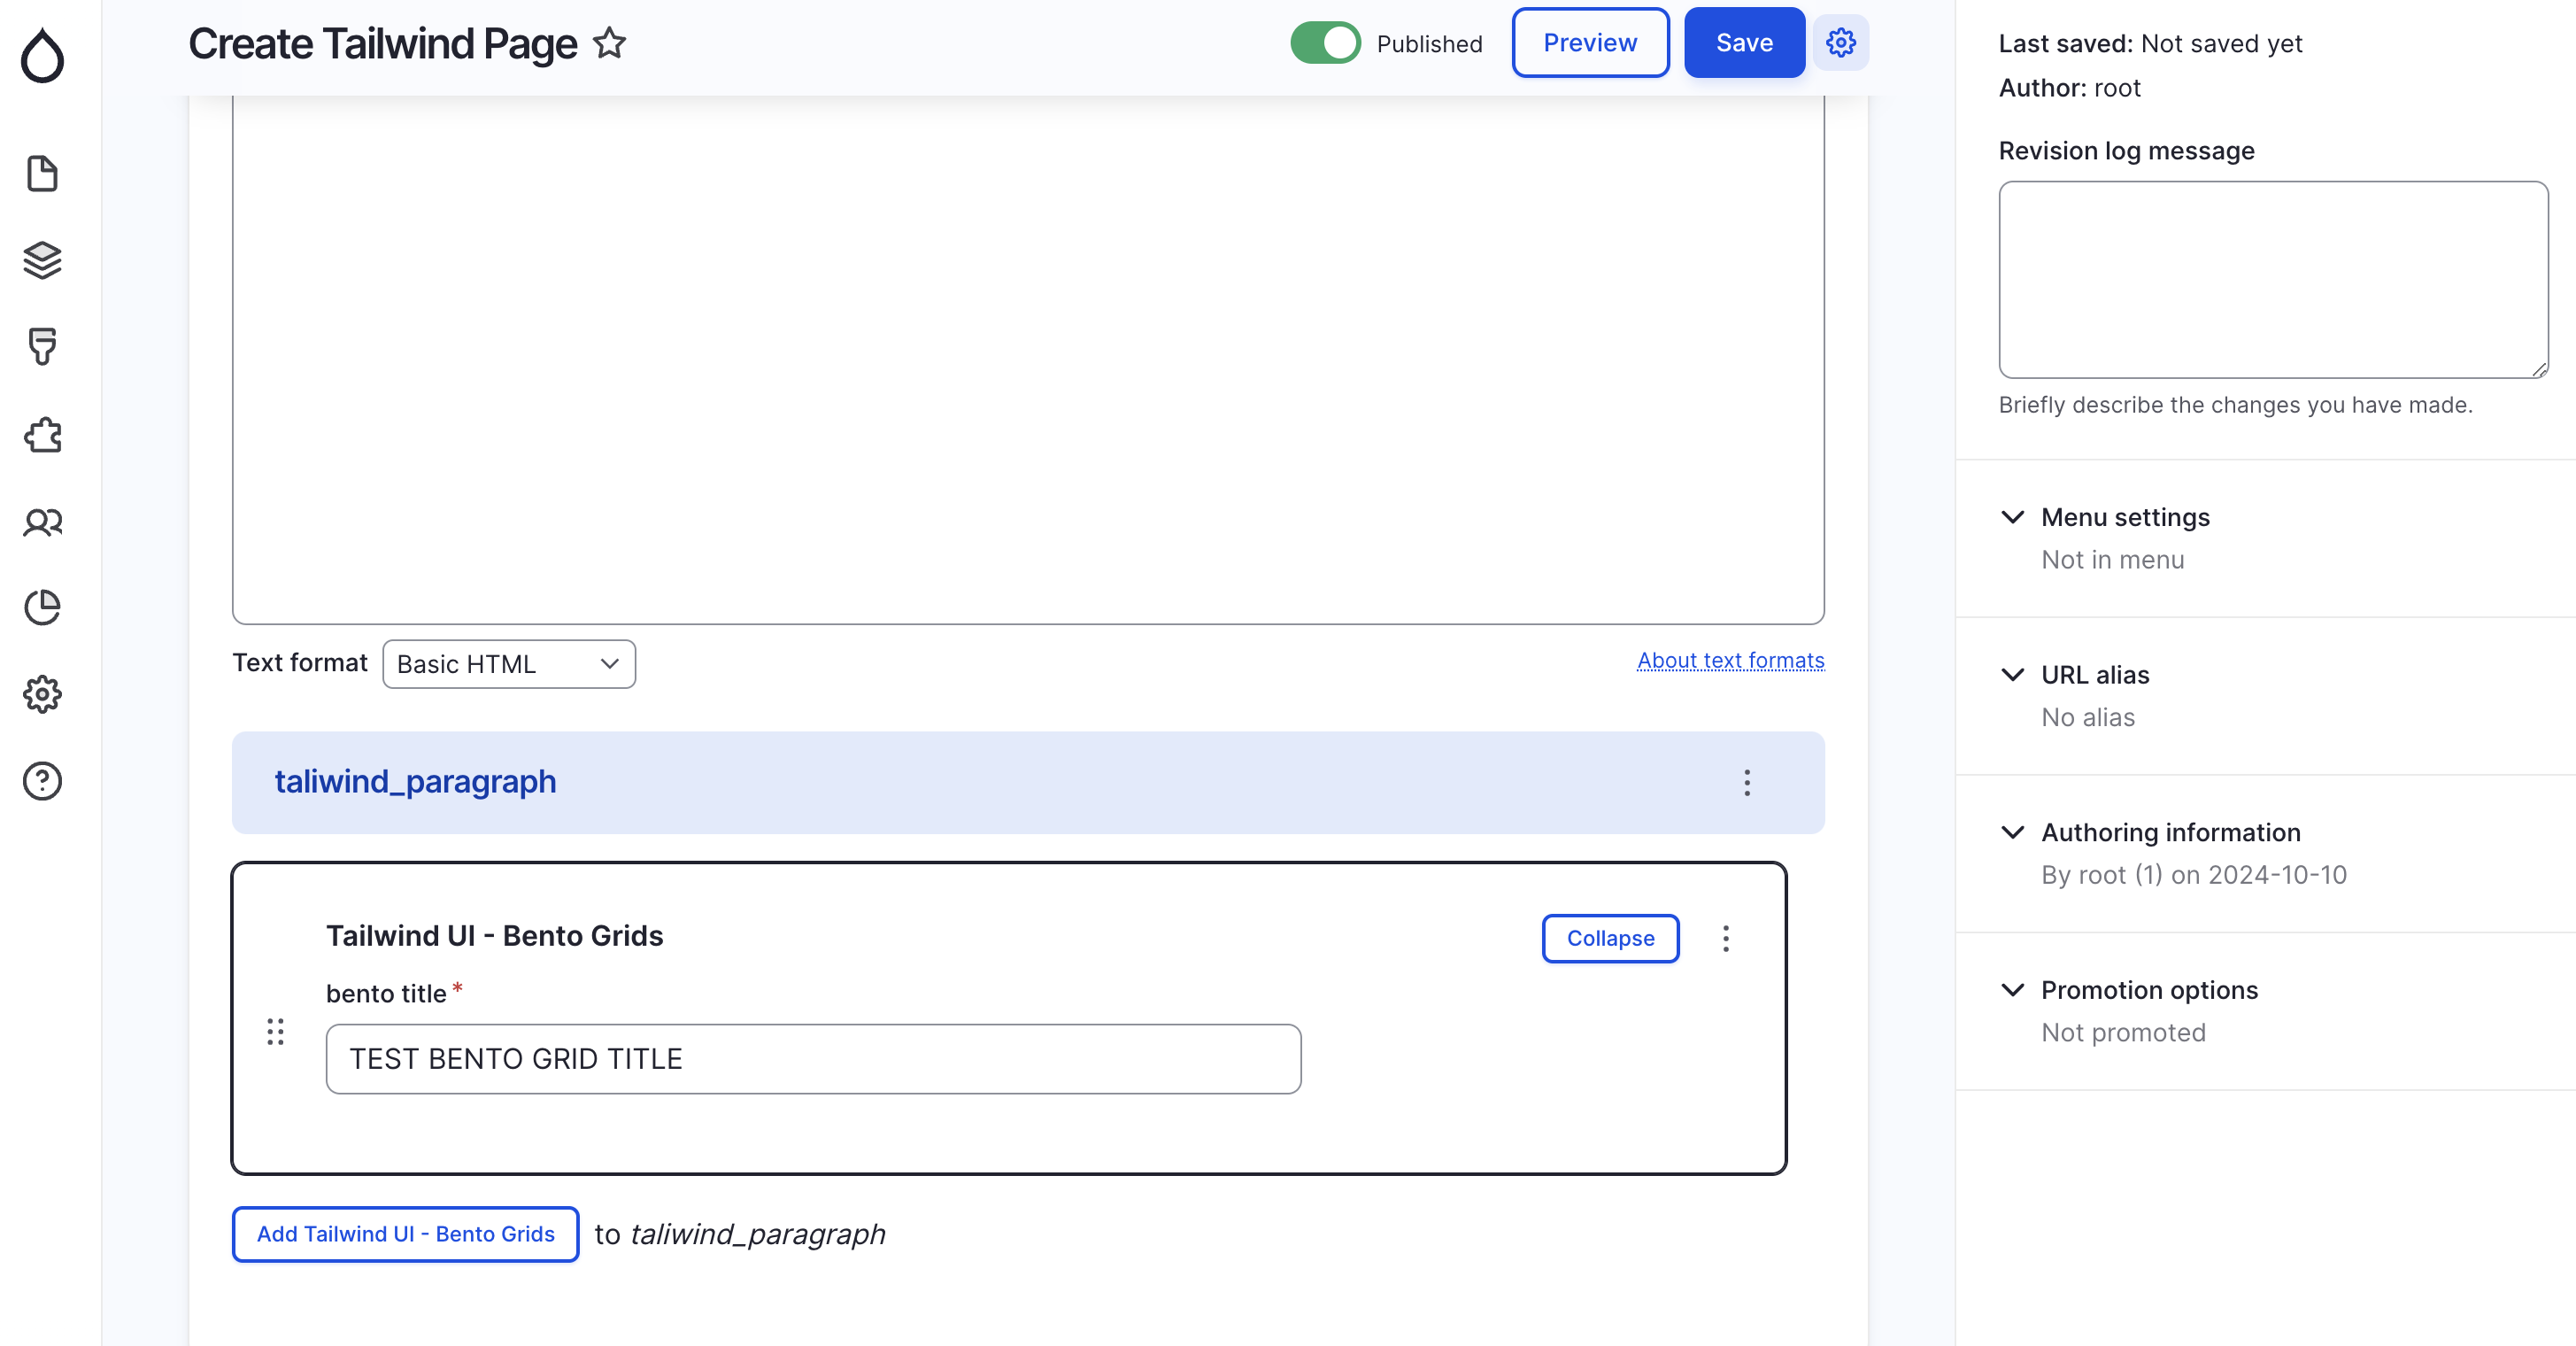 Create Tailwind Page
Published
Preview
Save
Text format
Basic HTML
About text formats
taliwind_paragraph
Tailwind UI - Bento Grids
Collapse
bento title *
TEST BENTO GRID TITLE
Add Tailwind UI - Bento Grids
to taliwind_paragraph
Last saved: Not saved yet
Author: root
Revision log message
Briefly describe the changes you have made.
Menu settings
Not in menu
URL alias
No alias
Authoring information
By root (1) on 2024-10-10
Promotion options
Not promoted